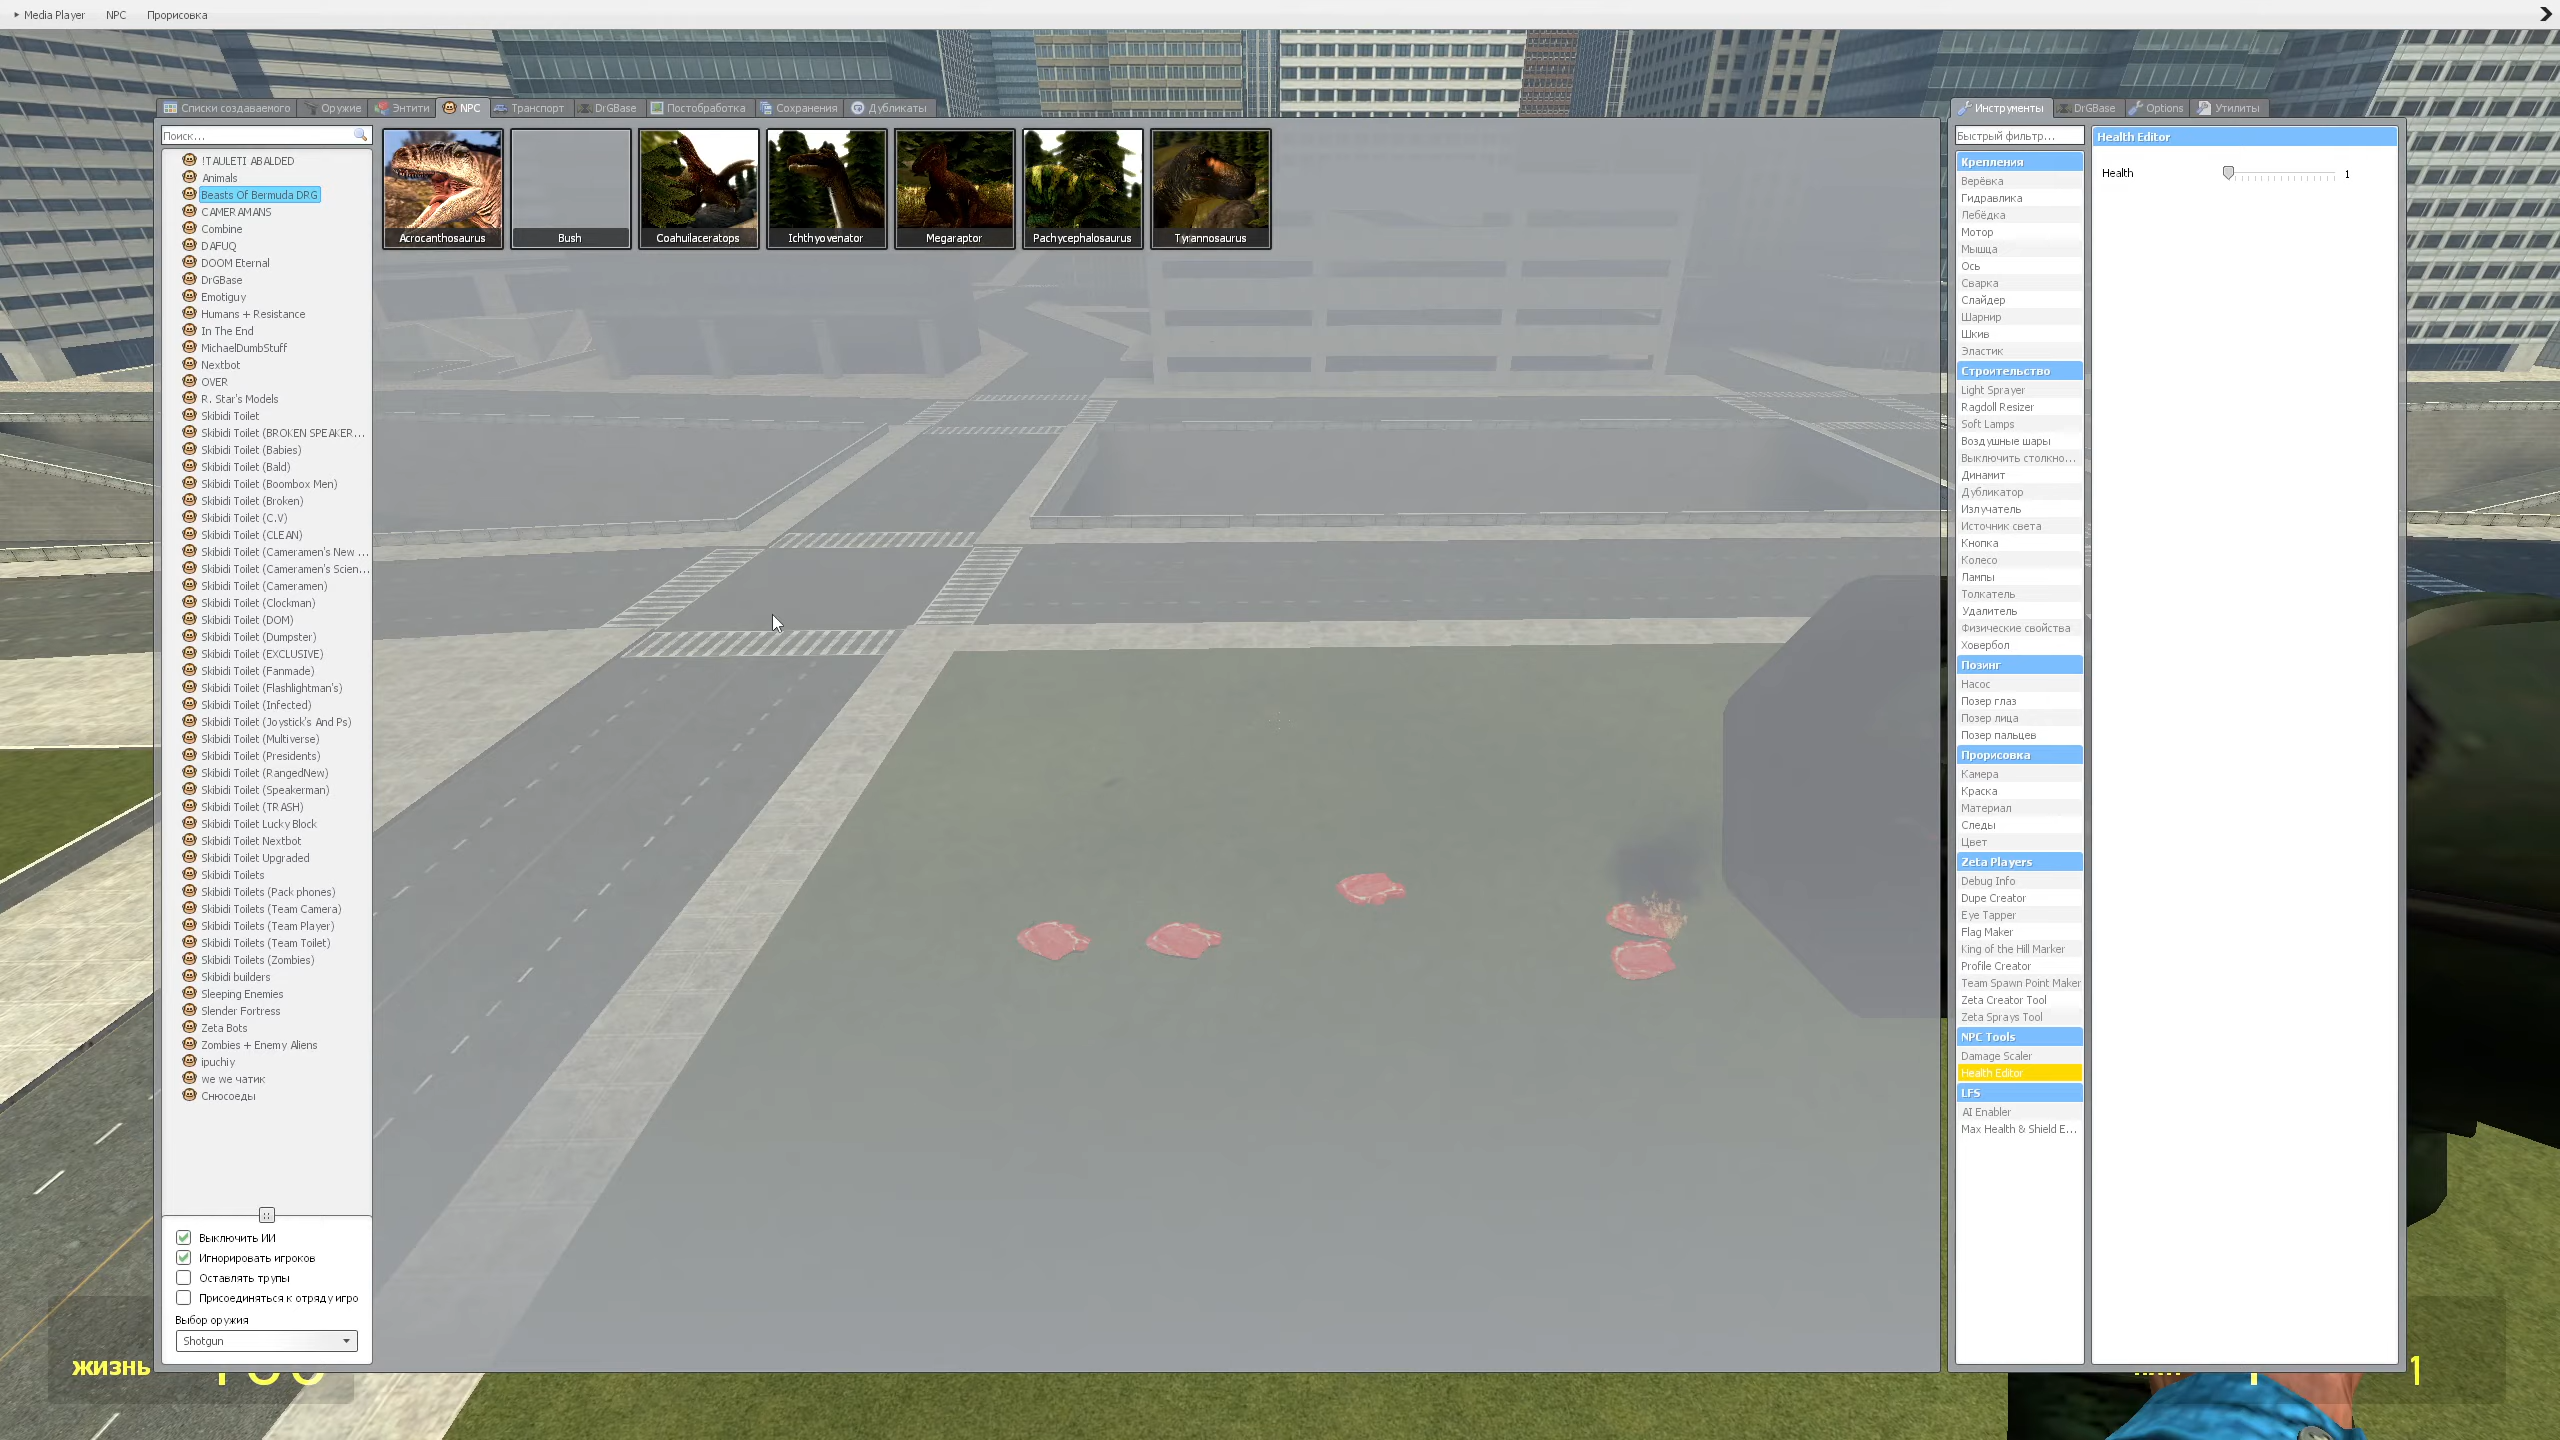 Media Player NPC Прорисовка
Списки создаваемого Оружие Энтити NPC Транспорт DrGBase Постобработка Сохранения Дубликаты
Поиск...
!TAULETI ABALDED
Animals
Beasts Of Bermuda DRG
CAMERAMANS
Combine
DAFUQ
DOOM Eternal
DrGBase
Emotiguy
Humans + Resistance
In The End
MichaelDumbStuff
Nextbot
OVER
R. Star's Models
Skibidi Toilet
Skibidi Toilet (BROKEN SPEAKER...
Skibidi Toilet (Babies)
Skibidi Toilet (Bald)
Skibidi Toilet (Boombox Men)
Skibidi Toilet (Broken)
Skibidi Toilet (C.V)
Skibidi Toilet (CLEAN)
Skibidi Toilet (Cameramen's New ...
Skibidi Toilet (Cameramen's Scien...
Skibidi Toilet (Cameramen)
Skibidi Toilet (Clockman)
Skibidi Toilet (DOM)
Skibidi Toilet (Dumpster)
Skibidi Toilet (EXCLUSIVE)
Skibidi Toilet (Fanmade)
Skibidi Toilet (Flashlightman's)
Skibidi Toilet (Infected)
Skibidi Toilet (Joystick's And Ps)
Skibidi Toilet (Multiverse)
Skibidi Toilet (Presidents)
Skibidi Toilet (RangedNew)
Skibidi Toilet (Speakerman)
Skibidi Toilet (TRASH)
Skibidi Toilet Lucky Block
Skibidi Toilet Nextbot
Skibidi Toilet Upgraded
Skibidi Toilets
Skibidi Toilets (Pack phones)
Skibidi Toilets (Team Camera)
Skibidi Toilets (Team Player)
Skibidi Toilets (Team Toilet)
Skibidi Toilets (Zombies)
Skibidi builders
Sleeping Enemies
Slender Fortress
Zeta Bots
Zombies + Enemy Aliens
ipuchiy
we we чатик
Снюсоеды
Выключить ИИ
Игнорировать игроков
Оставлять трупы
Присоединяться к отряду игро
Выбор оружия
Shotgun
жизнь
Acrocanthosaurus Bush Coahuilaceratops Ichthyovenator Megaraptor Pachycephalosaurus Tyrannosaurus
Инструменты DrGBase Options Утилиты
Быстрый фильтр...
Крепления
Верёвка
Гидравлика
Лебёдка
Мотор
Мышца
Ось
Сварка
Слайдер
Шарнир
Шкив
Эластик
Строительство
Light Sprayer
Ragdoll Resizer
Soft Lamps
Воздушные шары
Выключить столкно...
Динамит
Дубликатор
Излучатель
Источник света
Кнопка
Колесо
Лампы
Толкатель
Удалитель
Физические свойства
Ховербол
Позинг
Насос
Позер глаз
Позер лица
Позер пальцев
Прорисовка
Камера
Краска
Материал
Следы
Цвет
Zeta Players
Debug Info
Dupe Creator
Eye Tapper
Flag Maker
King of the Hill Marker
Profile Creator
Team Spawn Point Maker
Zeta Creator Tool
Zeta Sprays Tool
NPC Tools
Damage Scaler
Health Editor
LFS
AI Enabler
Max Health & Shield E...
Health Editor
Health 1
1